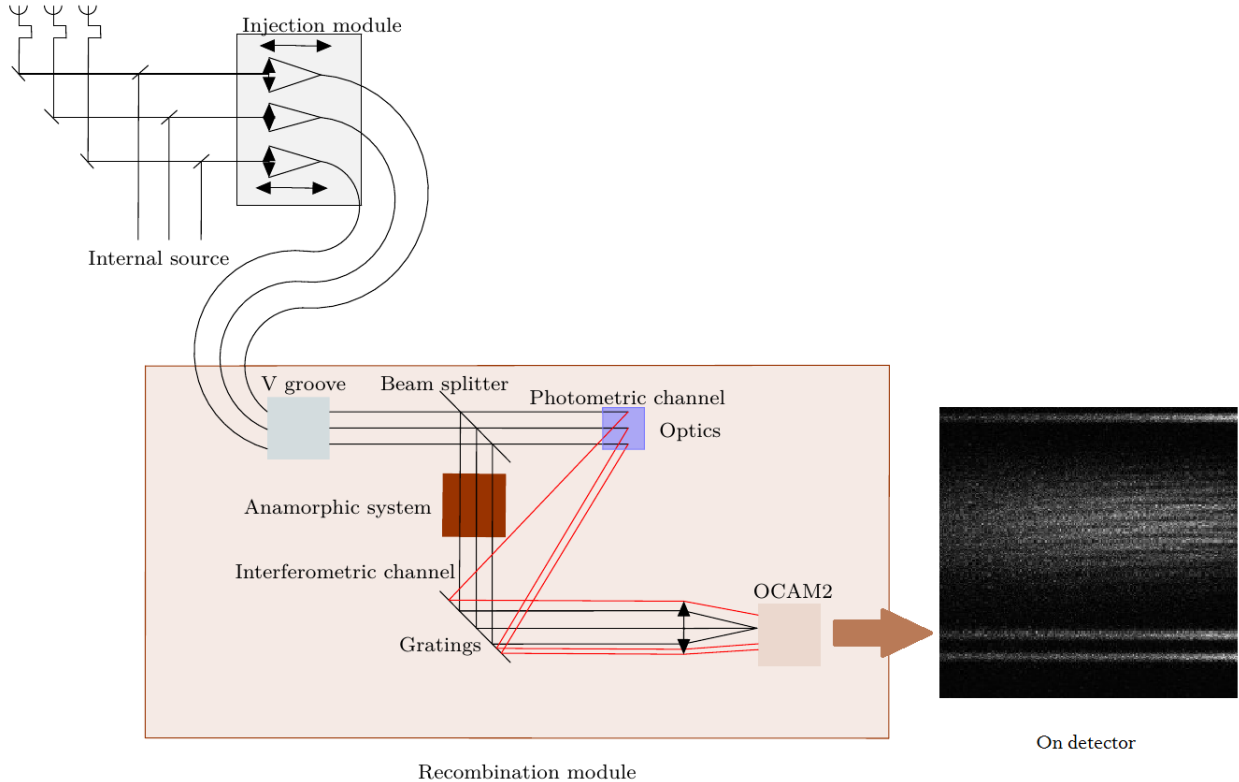 Injection module
Internal source
V groove
Beam splitter
Photometric channel
Optics
Anamorphic system
Interferometric channel
OCAM2
Gratings
On detector
Recombination module